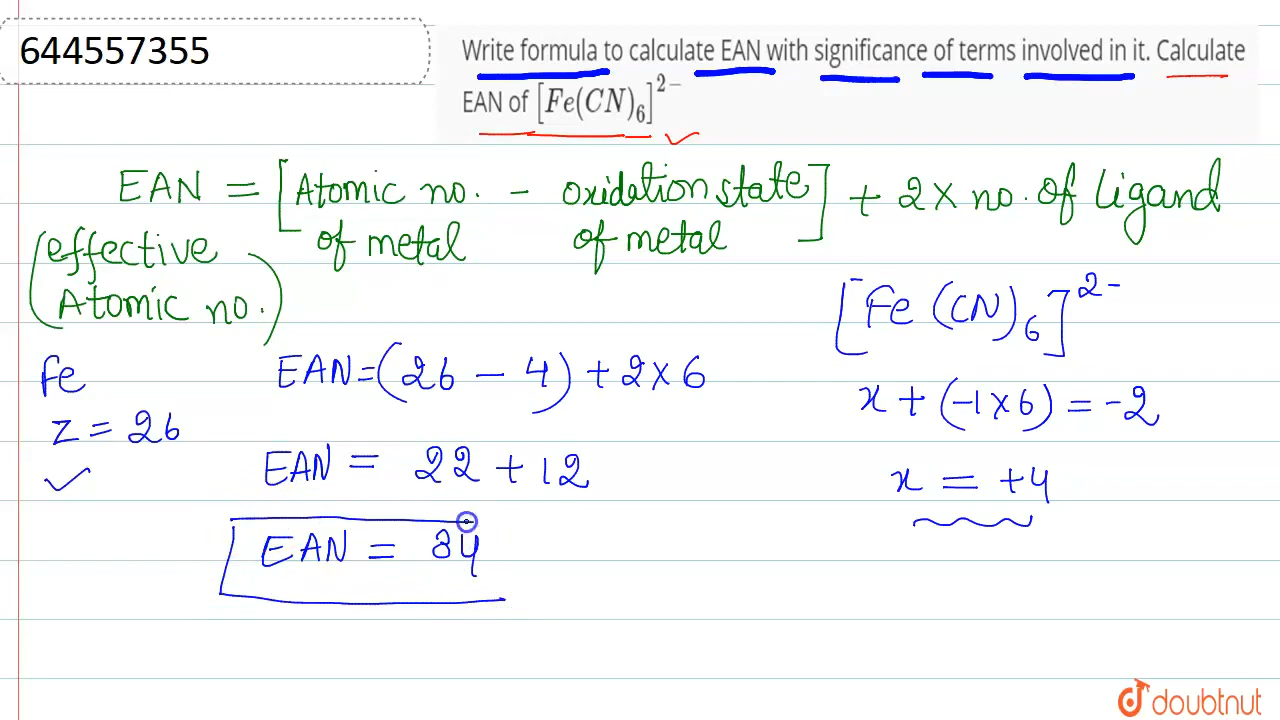 644557355
Write formula to calculate EAN with significance of terms involved in it. Calculate
EAN of [Fe(CN)₆]²⁻
EAN = [Atomic no. of metal - oxidation state of metal] + 2 × no. of ligand
(effective
Atomic no.)
[Fe(CN)₆]²⁻
Fe
z = 26
EAN = (26 - 4) + 2 × 6
x + (-1 × 6) = -2
EAN = 22 + 12
x = +4
EAN = 34
doubtnut